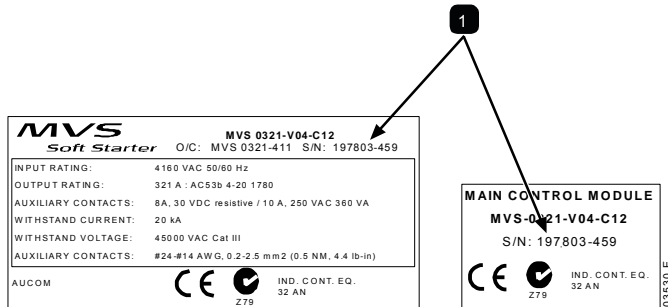 1
MVS
Soft Starter
MVS 0321-V04-C12
O/C: MVS 0321-411 S/N: 197803-459
INPUT RATING: 4160 VAC 50/60 Hz
OUTPUT RATING: 321 A : AC53b 4-20 1780
AUXILIARY CONTACTS: 8A, 30 VDC resistive / 10 A, 250 VAC 360 VA
WITHSTAND CURRENT: 20 kA
WITHSTAND VOLTAGE: 45000 VAC Cat III
AUXILIARY CONTACTS: #24-#14 AWG, 0.2-2.5 mm2 (0.5 NM, 4.4 lb-in)
AUCOM
CE
Z79
IND. CONT. EQ.
32 AN
MAIN CONTROL MODULE
MVS-0321-V04-C12
S/N: 197803-459
CE
Z79
IND. CONT. EQ.
32 AN